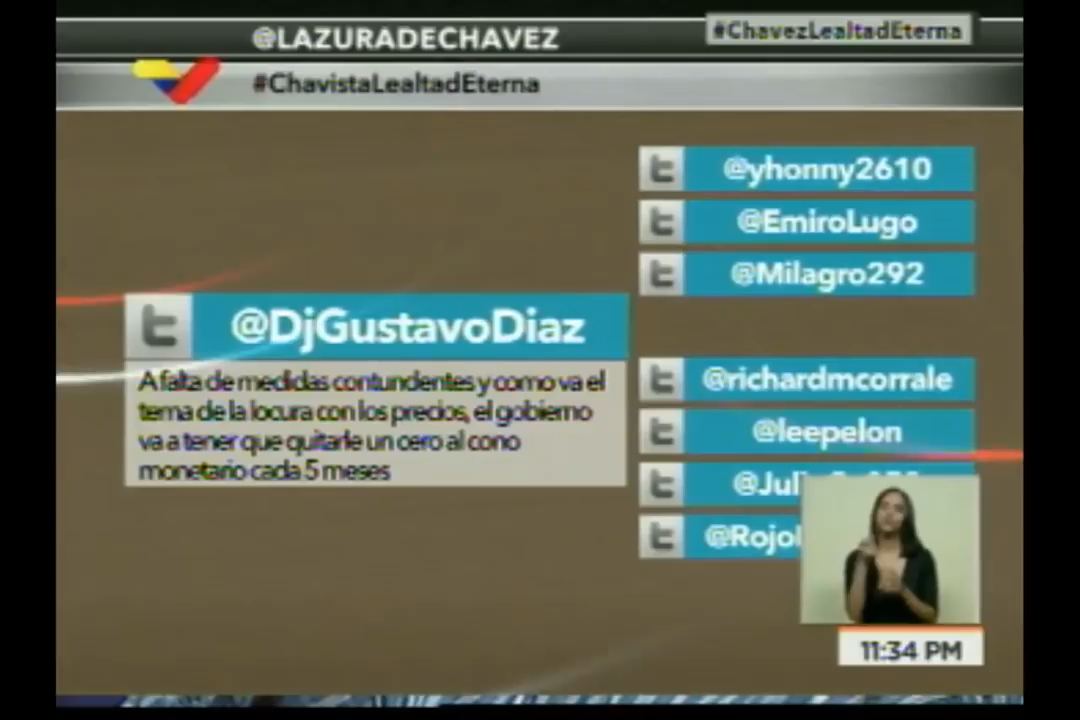 @LAZURADECHAVEZ
#ChavezLealtadEterna
#ChavistaLealtadEterna
@yhonny2610
@EmiroLugo
@Milagro292
@DjGustavoDiaz
A falta de medidas contundentes y como va el
tema de la locura con los precios, el gobierno
va a tener que quitarle un cero al cono
monetario cada 5 meses
@richardmcorrale
@leepelon
11:34 PM